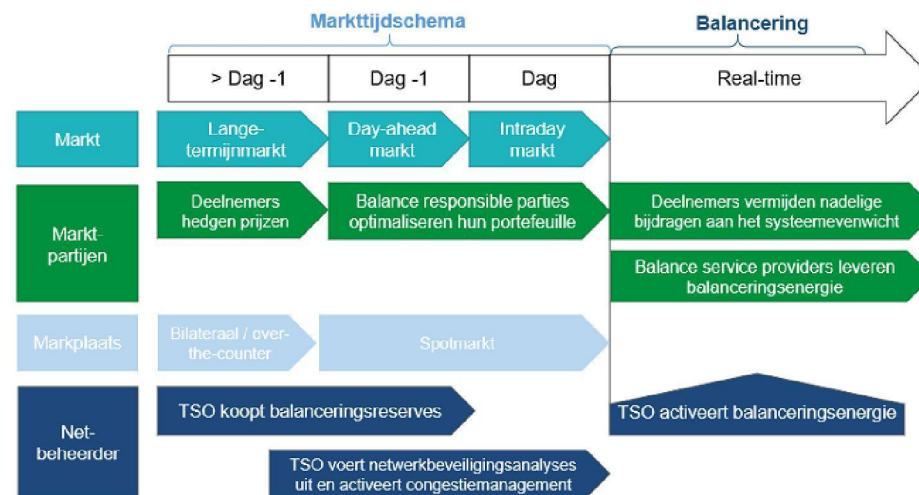 Markttijdschema
Balancering
> Dag -1
Dag -1
Dag
Real-time
Markt
Lange-
termijnmarkt
Day-ahead
markt
Intraday
markt
Markt-
partijen
Deelnemers
hedgen prijzen
Balance responsible parties
optimaliseren hun portefeuille
Deelnemers vermijden nadelige
bijdragen aan het systeemevenwicht
Balance service providers leveren
balanceringsenergie
Markplaats
Bilateraal / over-
the-counter
Spotmarkt
Net-
beheerder
TSO koopt balanceringsreserves
TSO activeert balanceringsenergie
TSO voert netwerkbeveiligingsanalyses
uit en activeert congestiemanagement